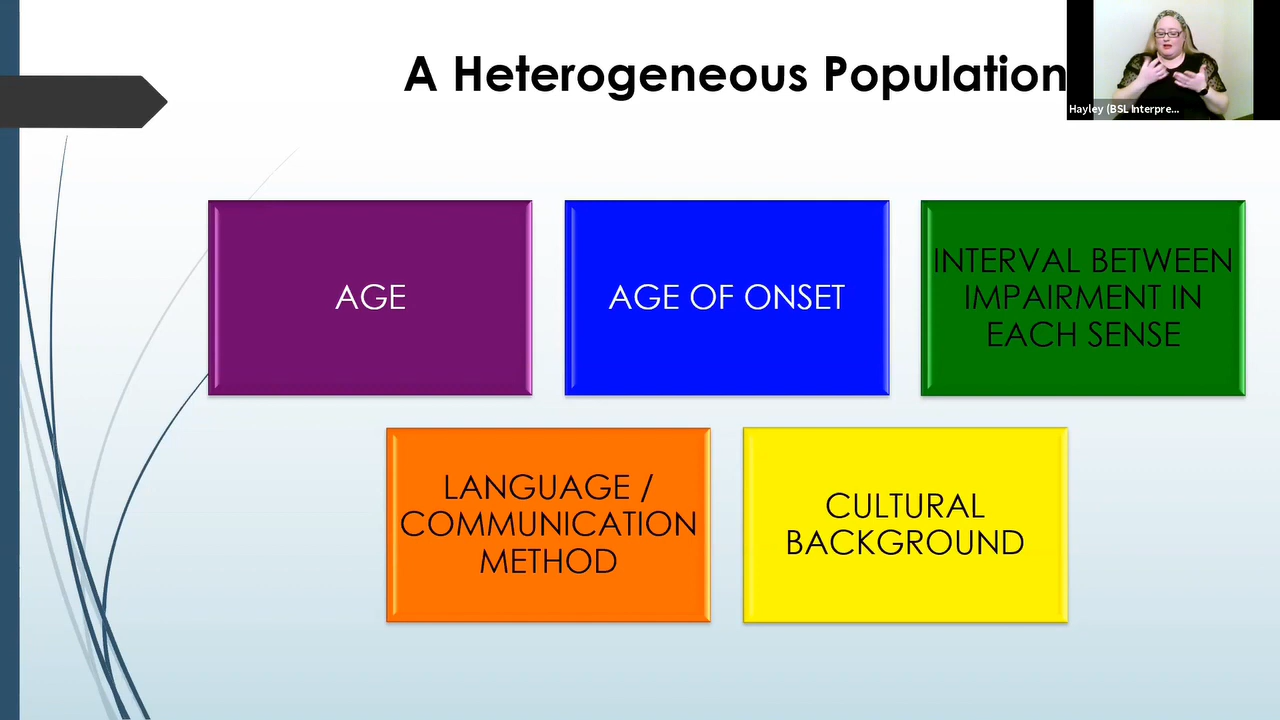 A Heterogeneous Population
Hayley (BSL Interpre...
AGE
AGE OF ONSET
INTERVAL BETWEEN
IMPAIRMENT IN
EACH SENSE
LANGUAGE /
COMMUNICATION
METHOD
CULTURAL
BACKGROUND